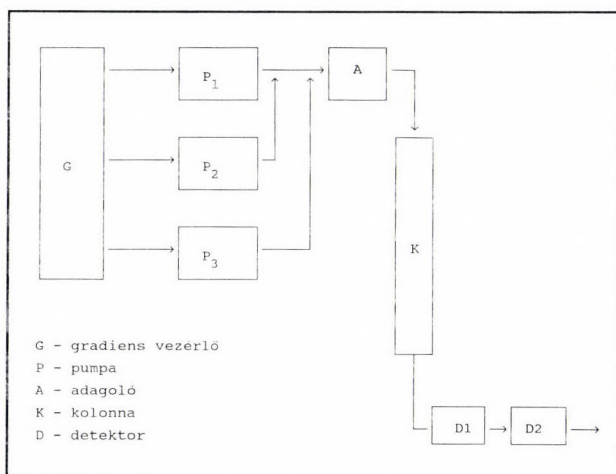 P₁
A
P₂
G
P₃
K
G - gradiens vezérlő
P - pumpa
A - adagoló
K - kolonna
D - detektor
D1
D2